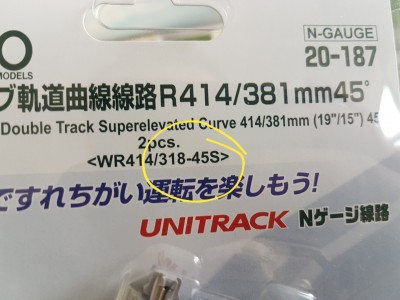 O
MODELS
N-GAUGE
20-187
ブ軌道曲線線路R414/381mm45°
Double Track Superelevated Curve 414/381mm (19"/15") 45
2pcs.
<WR414/318-45S>
ですれちがい運転を楽しもう!
UNITRACK Nゲージ線路